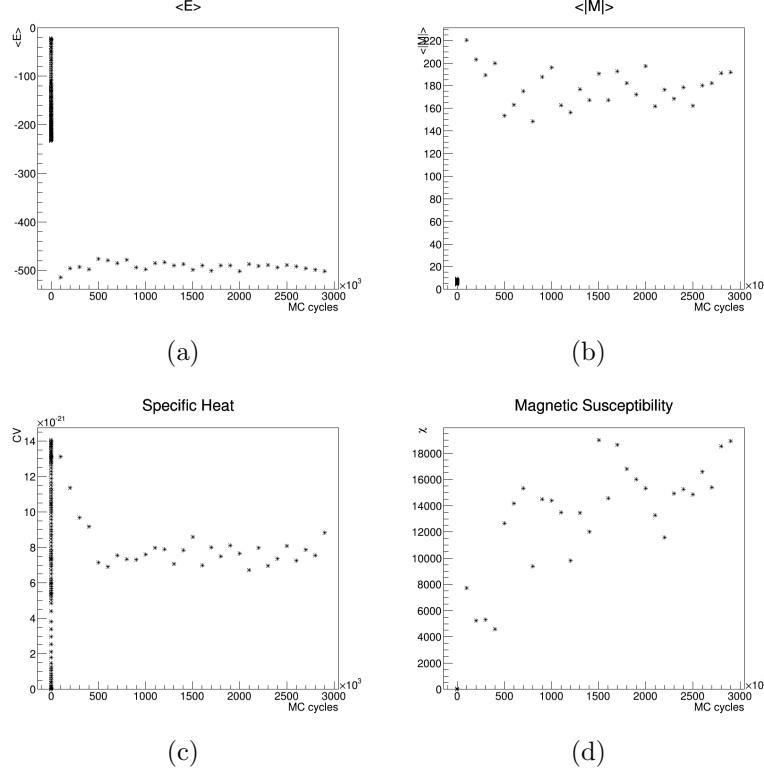 <E>
<E>
0
−100
−200
−300
−400
−500
0 500 1000 1500 2000 2500 3000
×10³
MC cycles
(a)
<|M|>
<|M|>
220
200
180
160
140
120
100
80
60
40
20
0
0 500 1000 1500 2000 2500 3000
×10
MC cycles
(b)
Specific Heat
×10⁻²¹
CV
14
12
10
8
6
4
2
0
0 500 1000 1500 2000 2500 3000
×10³
MC cycles
(c)
Magnetic Susceptibility
χ
18000
16000
14000
12000
10000
8000
6000
4000
2000
0
0 500 1000 1500 2000 2500 3000
×10
MC cycles
(d)